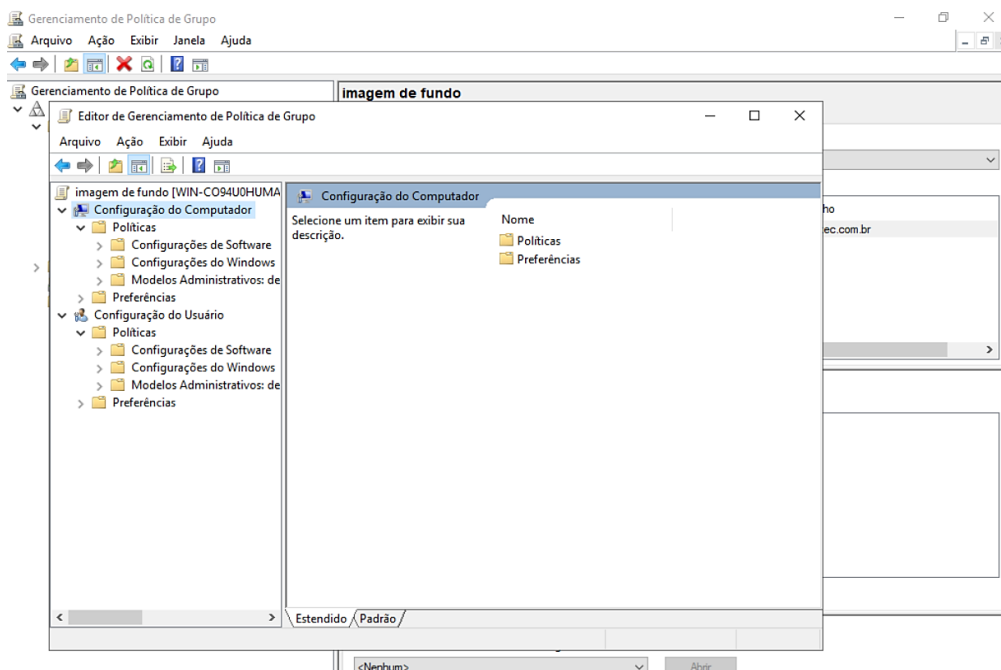 Gerenciamento de Política de Grupo
Arquivo Ação Exibir Janela Ajuda
Gerenciamento de Política de Grupo
imagem de fundo
Editor de Gerenciamento de Política de Grupo
Arquivo Ação Exibir Ajuda
imagem de fundo [WIN-CO94U0HUMA
Configuração do Computador
Políticas
Configurações de Software
Configurações do Windows
Modelos Administrativos: de
Preferências
Configuração do Usuário
Políticas
Configurações de Software
Configurações do Windows
Modelos Administrativos: de
Preferências
Configuração do Computador
Selecione um item para exibir sua
descrição.
Nome
Políticas
Preferências
Estendido
Padrão
ho
ec.com.br
<Nenhum>
Abrir